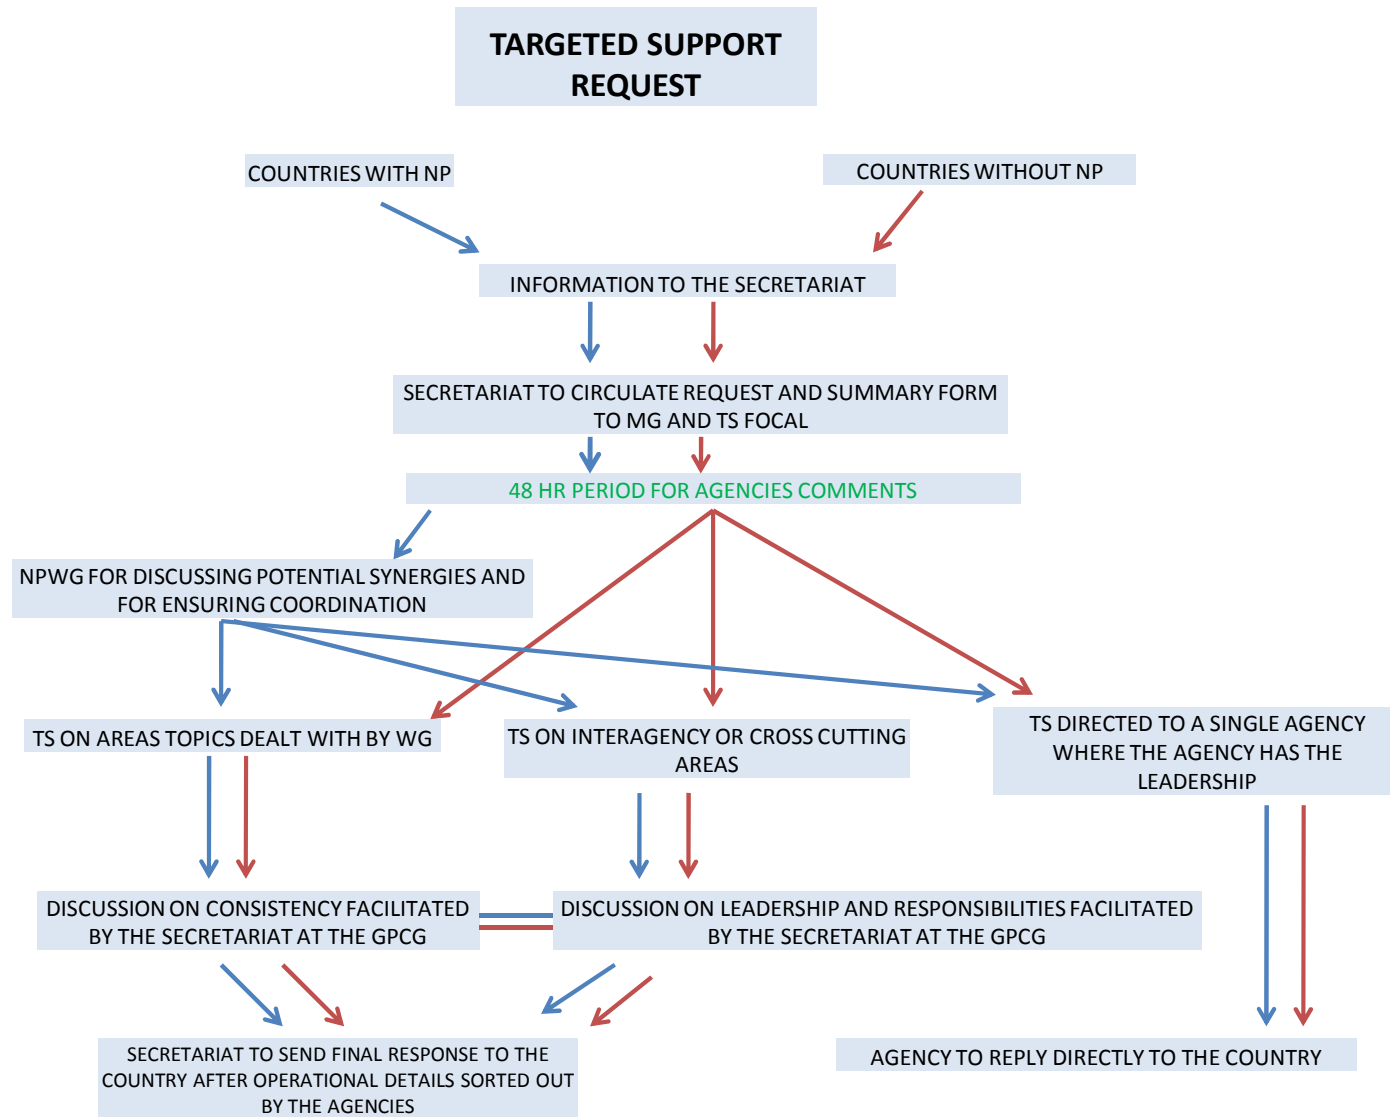 TARGETED SUPPORT
REQUEST
COUNTRIES WITH NP
COUNTRIES WITHOUT NP
INFORMATION TO THE SECRETARIAT
SECRETARIAT TO CIRCULATE REQUEST AND SUMMARY FORM
TO MG AND TS FOCAL
48 HR PERIOD FOR AGENCIES COMMENTS
NPWG FOR DISCUSSING POTENTIAL SYNERGIES AND
FOR ENSURING COORDINATION
TS ON AREAS TOPICS DEALT WITH BY WG
TS ON INTERAGENCY OR CROSS CUTTING
AREAS
TS DIRECTED TO A SINGLE AGENCY
WHERE THE AGENCY HAS THE
LEADERSHIP
DISCUSSION ON CONSISTENCY FACILITATED
BY THE SECRETARIAT AT THE GPCG
DISCUSSION ON LEADERSHIP AND RESPONSIBILITIES FACILITATED
BY THE SECRETARIAT AT THE GPCG
SECRETARIAT TO SEND FINAL RESPONSE TO THE
COUNTRY AFTER OPERATIONAL DETAILS SORTED OUT
BY THE AGENCIES
AGENCY TO REPLY DIRECTLY TO THE COUNTRY